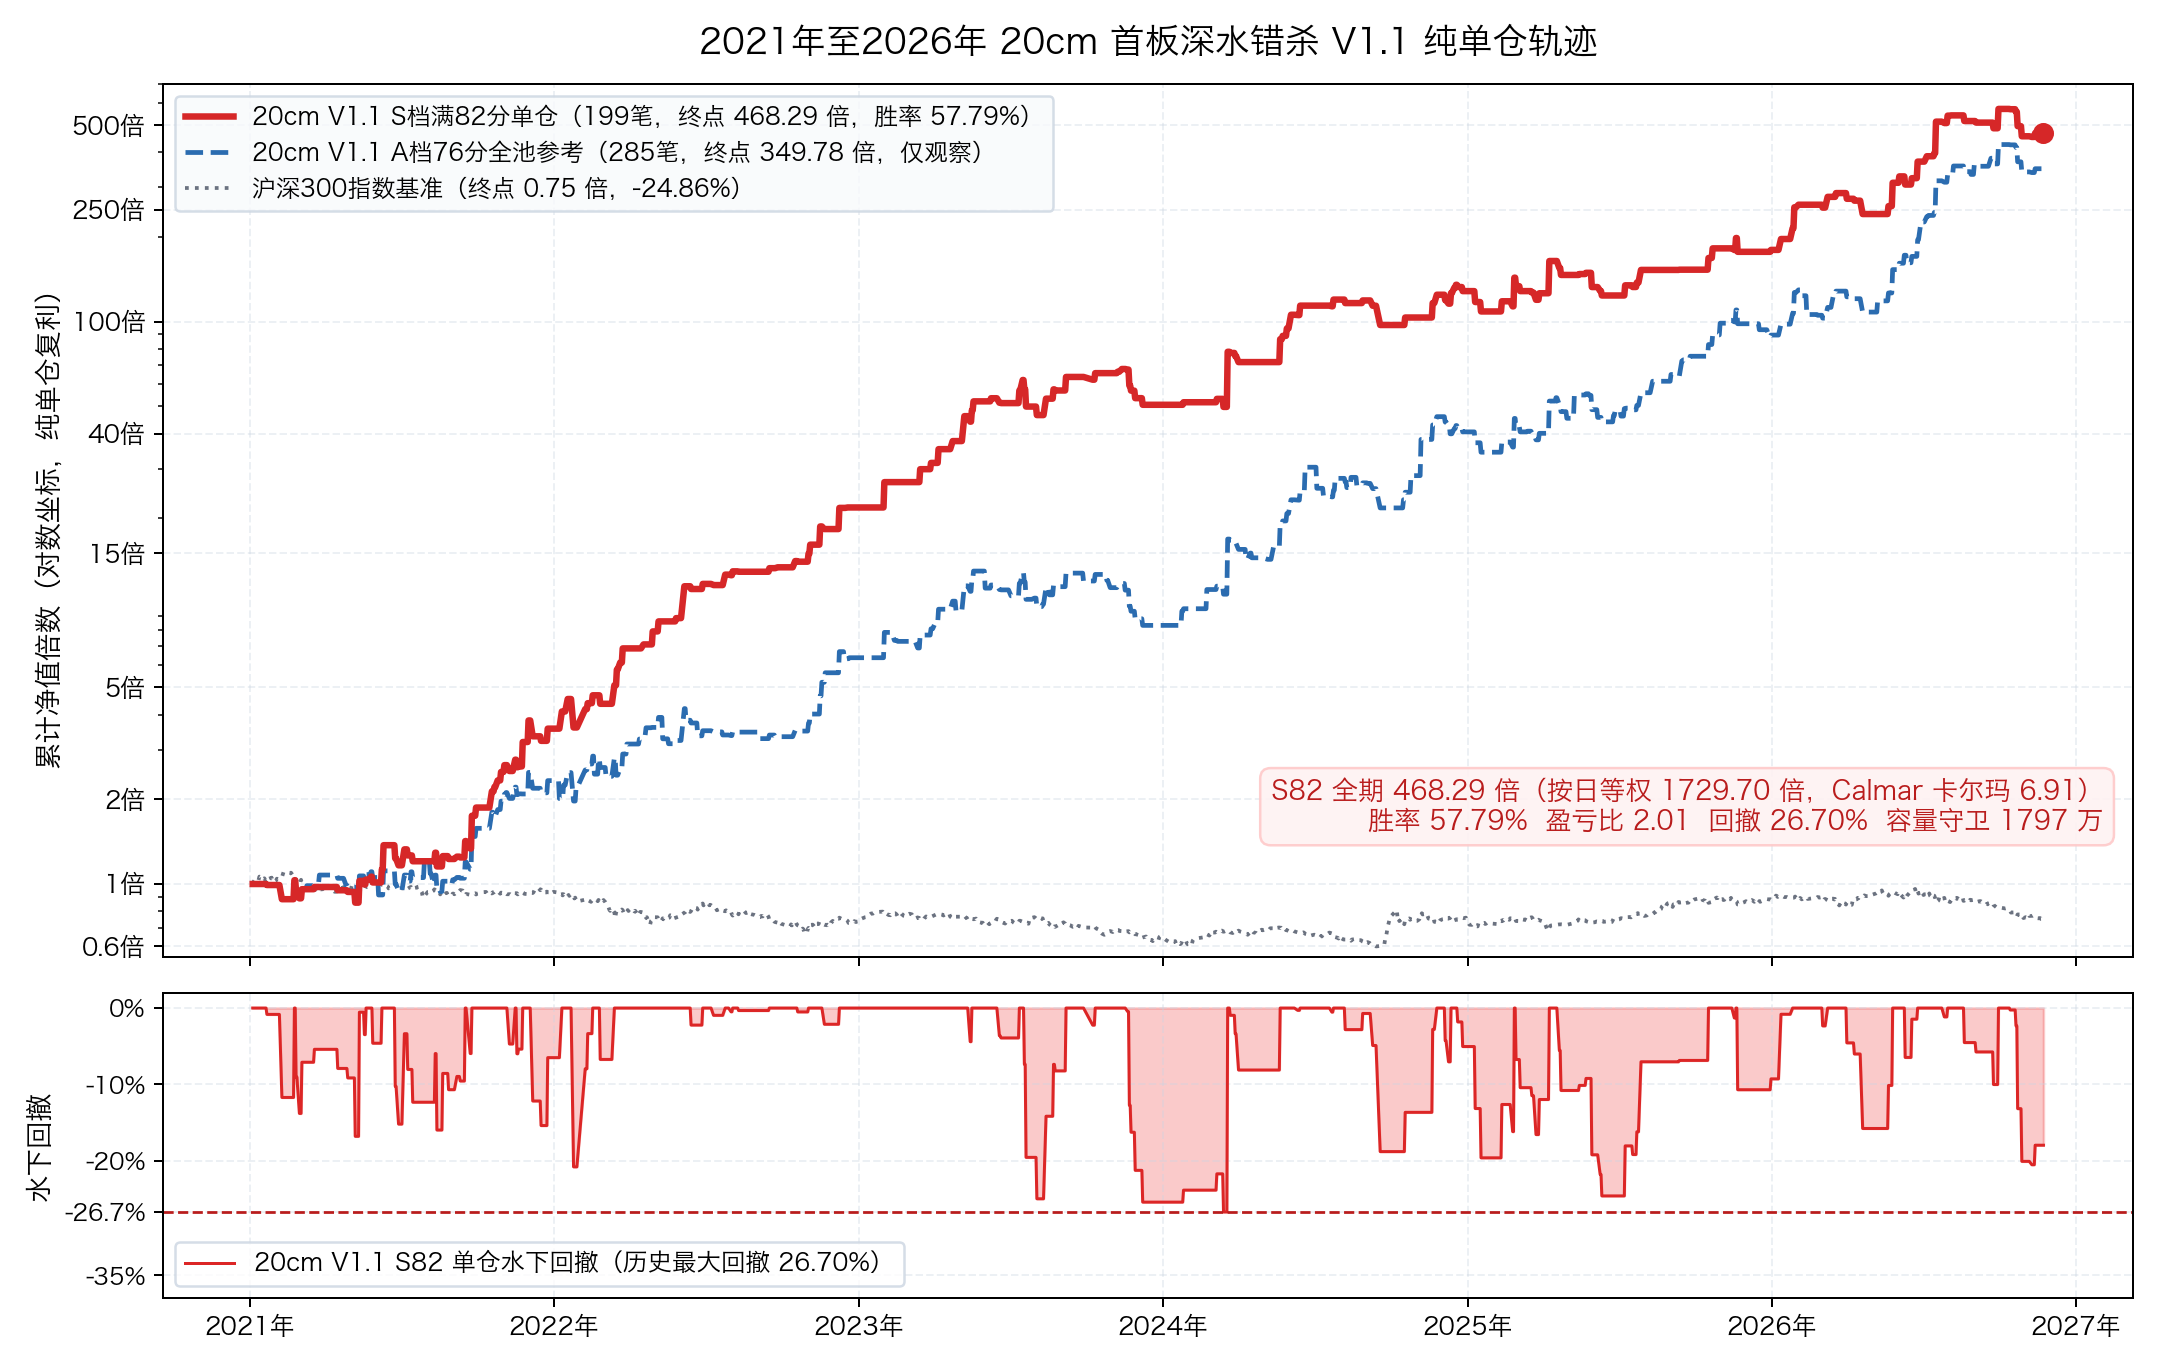 2021年至2026年 20cm 首板深水错杀 V1.1 纯单仓轨迹
20cm V1.1 S档满82分单仓（199笔，终点 468.29 倍，胜率 57.79%）
20cm V1.1 A档76分全池参考（285笔，终点 349.78 倍，仅观察）
沪深300指数基准（终点 0.75 倍，-24.86%）
累计净值倍数（对数坐标，纯单仓复利）
500倍
250倍
100倍
40倍
15倍
5倍
2倍
1倍
0.6倍
S82 全期 468.29 倍（按日等权 1729.70 倍，Calmar 卡尔玛 6.91）
胜率 57.79%  盈亏比 2.01  回撤 26.70%  容量守卫 1797 万
水下回撤
0%
-10%
-20%
-26.7%
-35%
20cm V1.1 S82 单仓水下回撤（历史最大回撤 26.70%）
2021年
2022年
2023年
2024年
2025年
2026年
2027年